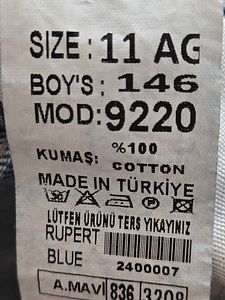 SIZE : 11 AG
BOY'S : 146
MOD: 9220
%100
KUMAŞ: COTTON
MADE IN TÜRKİYE
LÜTFEN ÜRÜNÜ TERS YIKAYINIZ
RUPERT
BLUE 2400007
A.MAVİ 836 320º